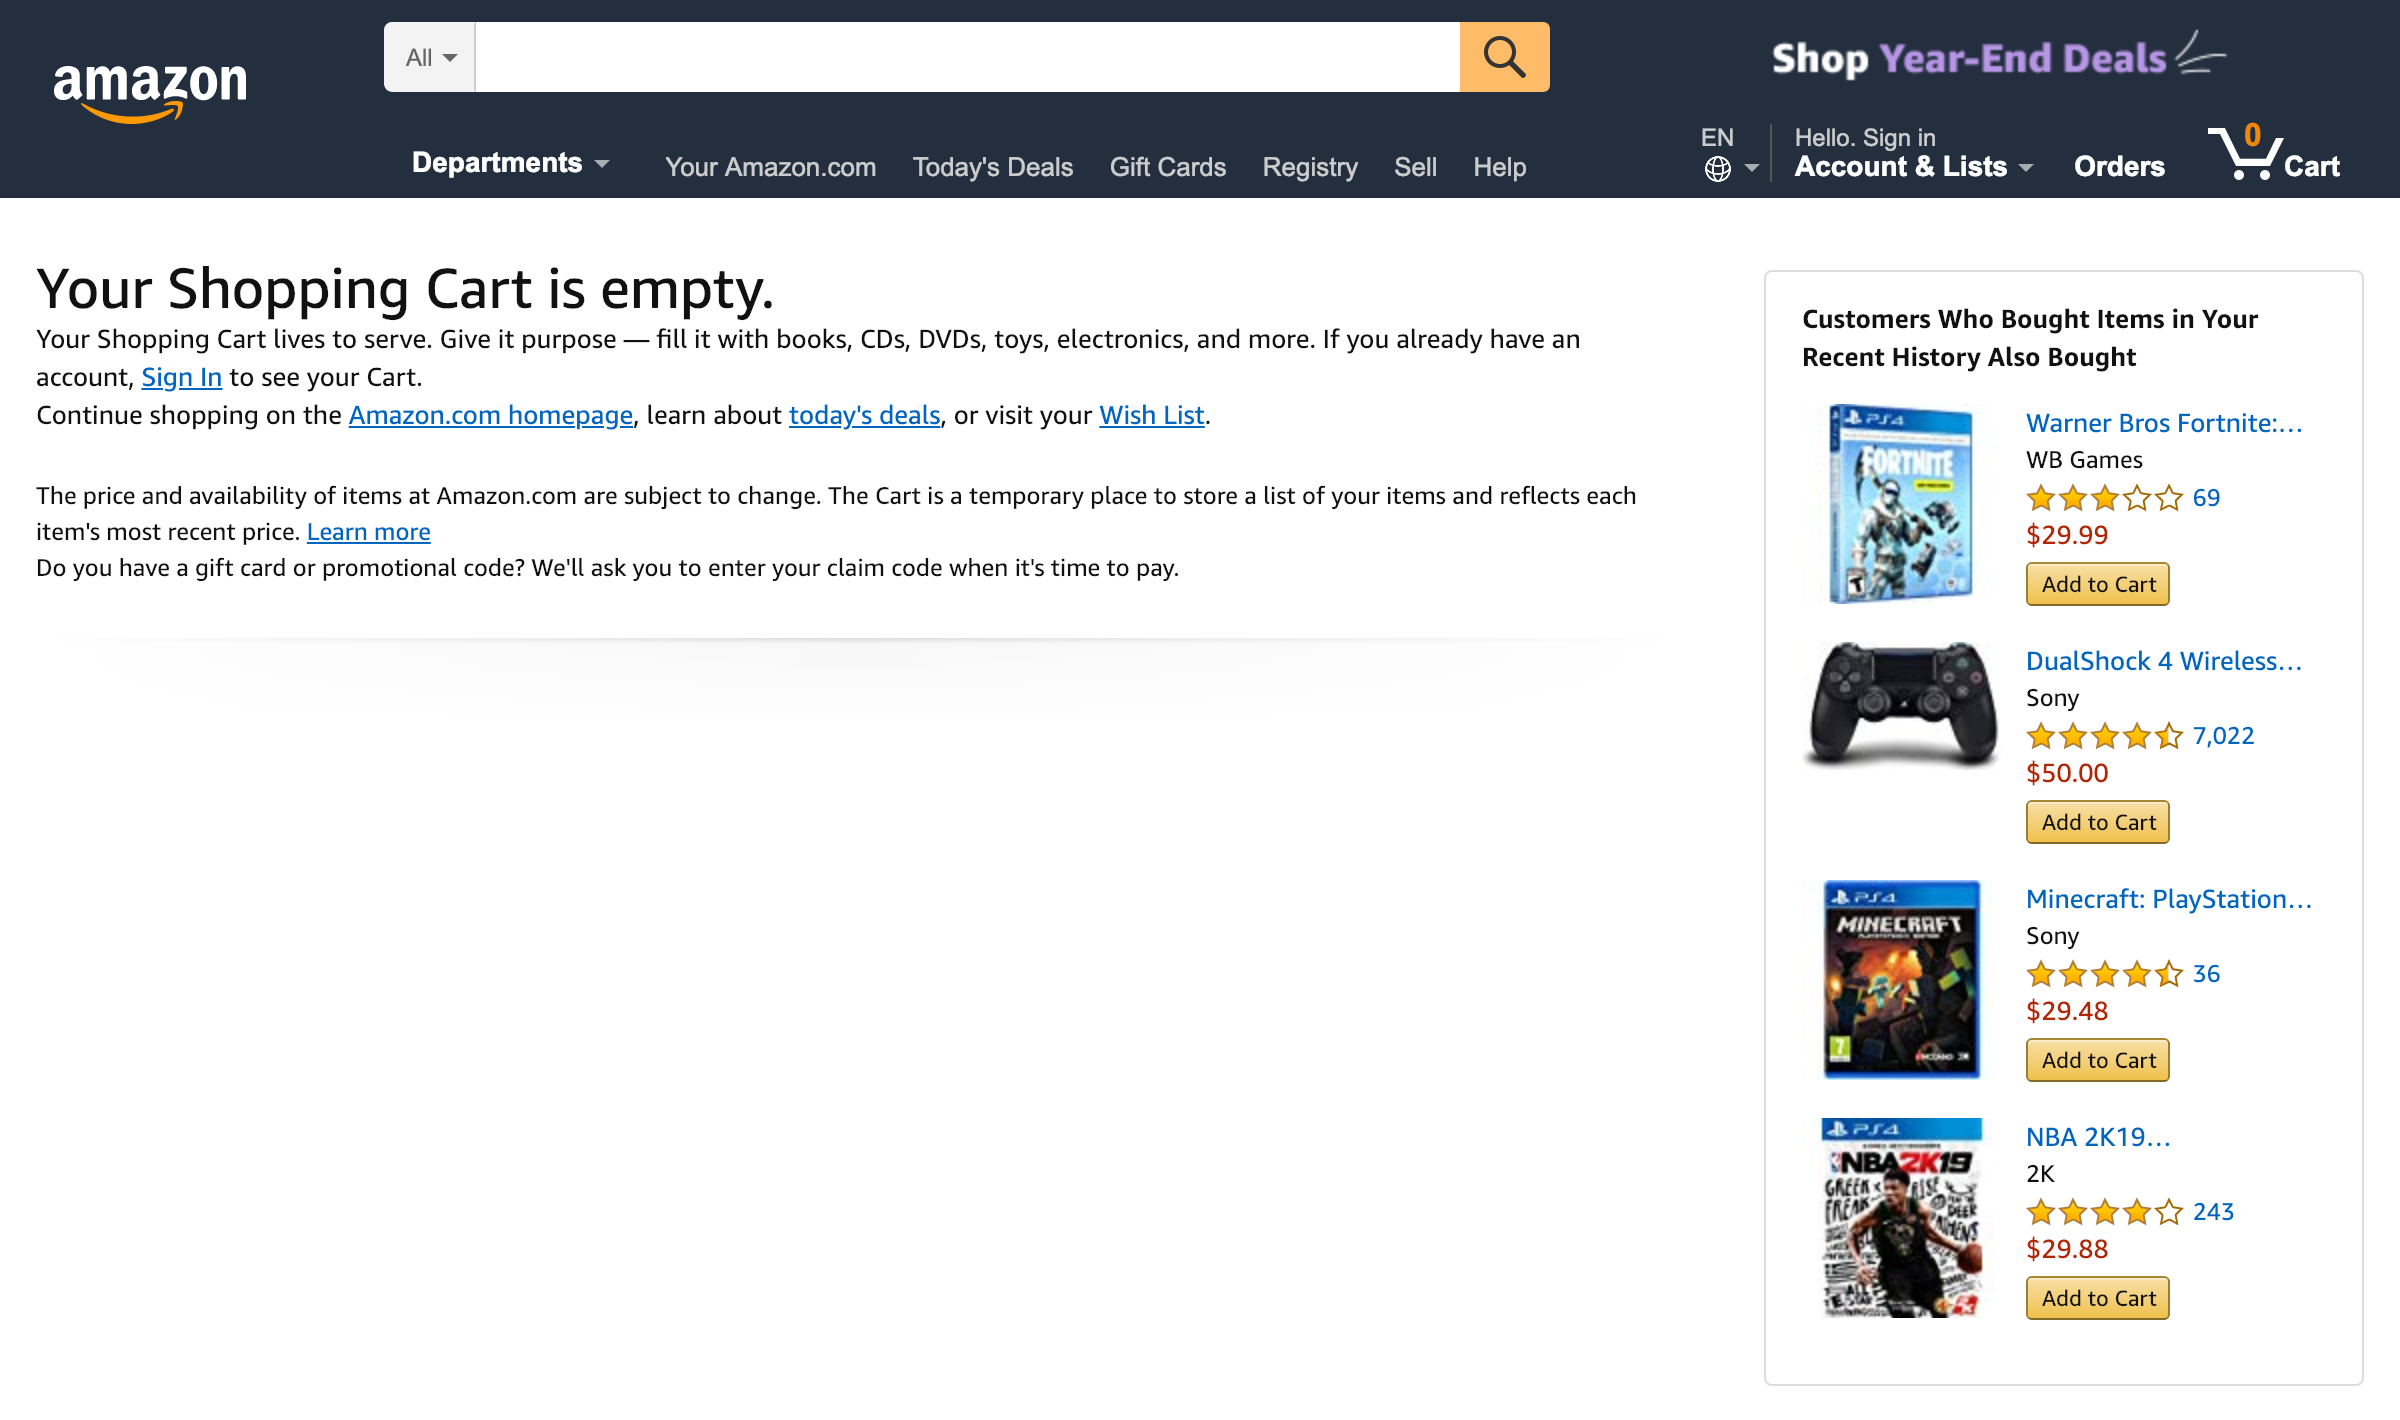 amazon
All
Shop Year-End Deals
Departments
Your Amazon.com Today's Deals Gift Cards Registry Sell Help
EN
Hello. Sign in
Account & Lists
Orders
0
Cart
Your Shopping Cart is empty.
Your Shopping Cart lives to serve. Give it purpose — fill it with books, CDs, DVDs, toys, electronics, and more. If you already have an
account, Sign In to see your Cart.
Continue shopping on the Amazon.com homepage, learn about today's deals, or visit your Wish List.
The price and availability of items at Amazon.com are subject to change. The Cart is a temporary place to store a list of your items and reflects each
item's most recent price. Learn more
Do you have a gift card or promotional code? We'll ask you to enter your claim code when it's time to pay.
Customers Who Bought Items in Your
Recent History Also Bought
PS4
FORTNITE
T
Warner Bros Fortnite:…
WB Games
69
$29.99
Add to Cart
DualShock 4 Wireless…
Sony
7,022
$50.00
Add to Cart
PS4
MINECRAFT
7
Minecraft: PlayStation…
Sony
36
$29.48
Add to Cart
PS4
NBA 2K19
GREEK
FREAK
RISE
DEER
NBA 2K19…
2K
243
$29.88
Add to Cart